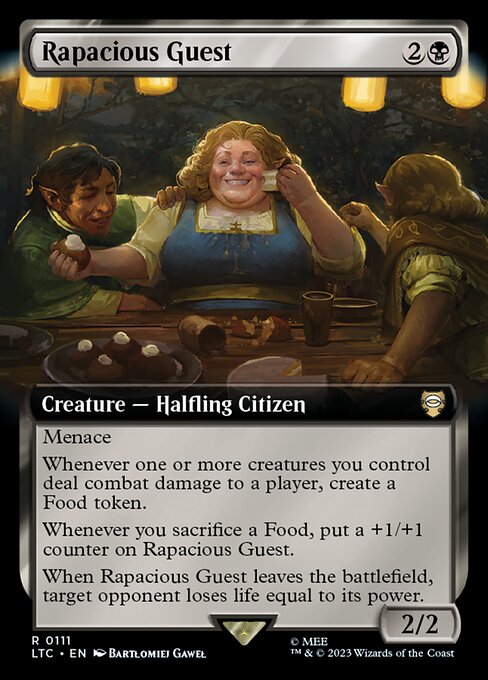 Rapacious Guest 2
Creature — Halfling Citizen
Menace
Whenever one or more creatures you control
deal combat damage to a player, create a
Food token.
Whenever you sacrifice a Food, put a +1/+1
counter on Rapacious Guest.
When Rapacious Guest leaves the battlefield,
target opponent loses life equal to its power.
2/2
R 0111
LTC • EN Bartłomiej Gaweł
© MEE
™ & © 2023 Wizards of the Coast